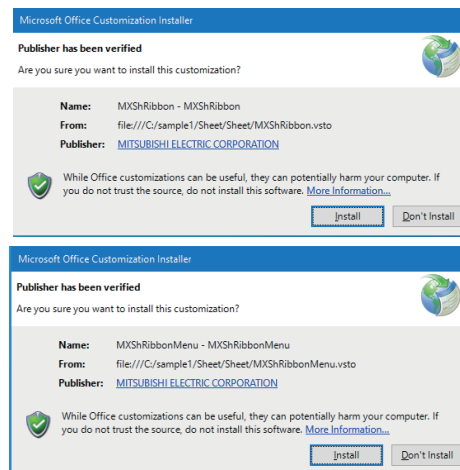 Microsoft Office Customization Installer
Publisher has been verified
Are you sure you want to install this customization?
Name: MXShRibbon - MXShRibbon
From: file:///C:/sample1/Sheet/Sheet/MXShRibbon.vsto
Publisher: MITSUBISHI ELECTRIC CORPORATION
While Office customizations can be useful, they can potentially harm your computer. If
you do not trust the source, do not install this software. More Information...
Install Don't Install
Microsoft Office Customization Installer
Publisher has been verified
Are you sure you want to install this customization?
Name: MXShRibbonMenu - MXShRibbonMenu
From: file:///C:/sample1/Sheet/Sheet/MXShRibbonMenu.vsto
Publisher: MITSUBISHI ELECTRIC CORPORATION
While Office customizations can be useful, they can potentially harm your computer. If
you do not trust the source, do not install this software. More Information...
Install Don't Install